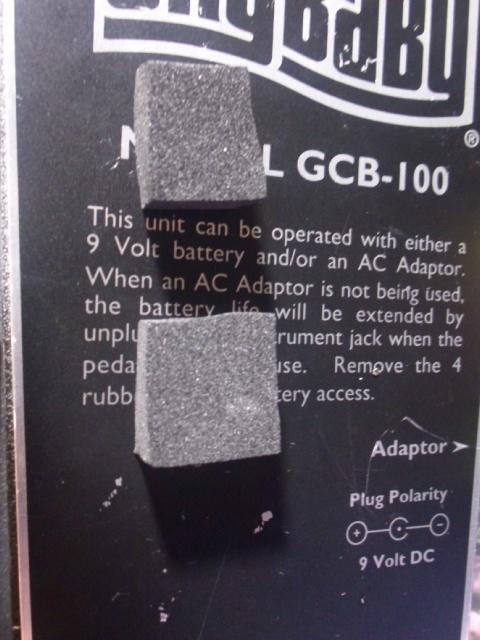 CryBaby®
L GCB-100
This unit can be operated with either a
9 Volt battery and/or an AC Adaptor.
When an AC Adaptor is not being used,
the battery life will be extended by
unplu rument jack when the
peda use. Remove the 4
rubb tery access.
Adaptor
Plug Polarity
+ C -
9 Volt DC